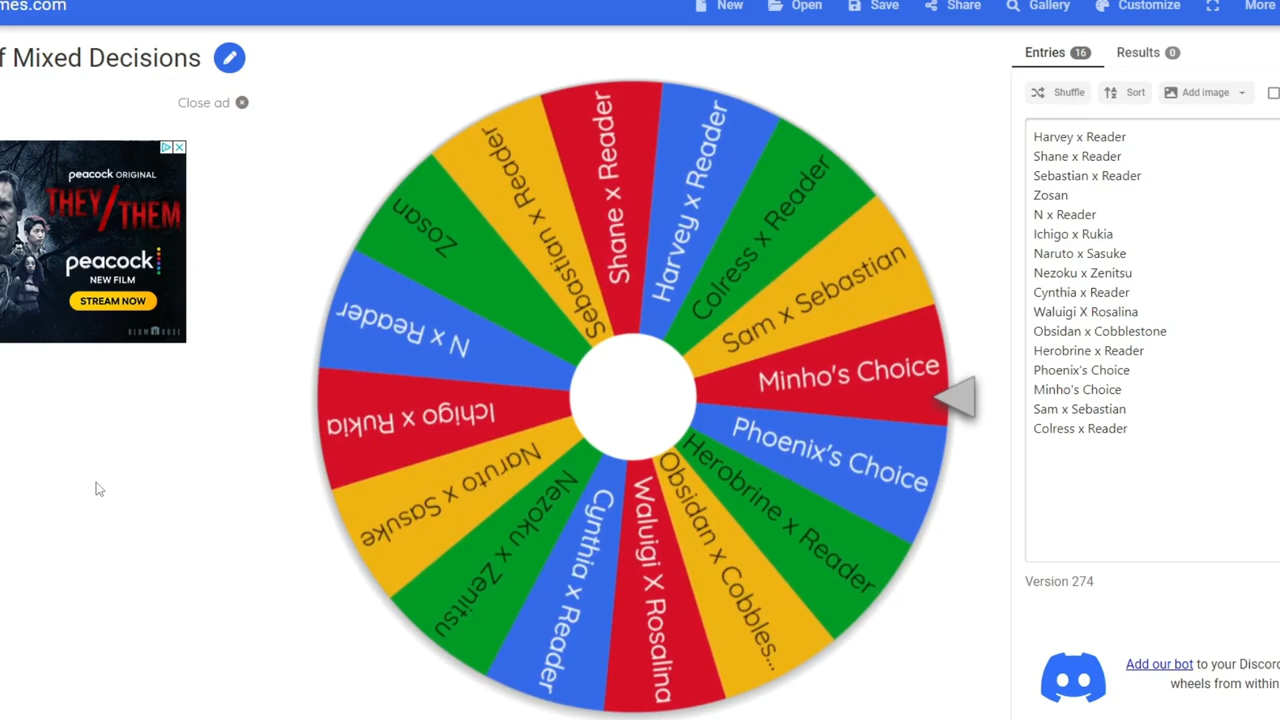 mes.com
New
Open
Save
Share
Gallery
Customize
More
f Mixed Decisions
Close ad
peacock ORIGINAL
THEY/THEM
peacock
NEW FILM
STREAM NOW
BLUMHOUSE
Shane x Reader
Harvey x Reader
Colress x Reader
Sam x Sebastian
Minho's Choice
Phoenix's Choice
Herobrine x Reader
Obsidan x Cobbles...
Waluigi X Rosalina
Cynthia x Reader
Nezoku x Zenitsu
Naruto x Sasuke
Ichigo x Rukia
N x Reader
Zosan
Sebastian x Reader
Entries 16
Results 0
Shuffle
Sort
Add image
Harvey x Reader
Shane x Reader
Sebastian x Reader
Zosan
N x Reader
Ichigo x Rukia
Naruto x Sasuke
Nezoku x Zenitsu
Cynthia x Reader
Waluigi X Rosalina
Obsidan x Cobblestone
Herobrine x Reader
Phoenix's Choice
Minho's Choice
Sam x Sebastian
Colress x Reader
Version 274
Add our bot to your Discord
wheels from within